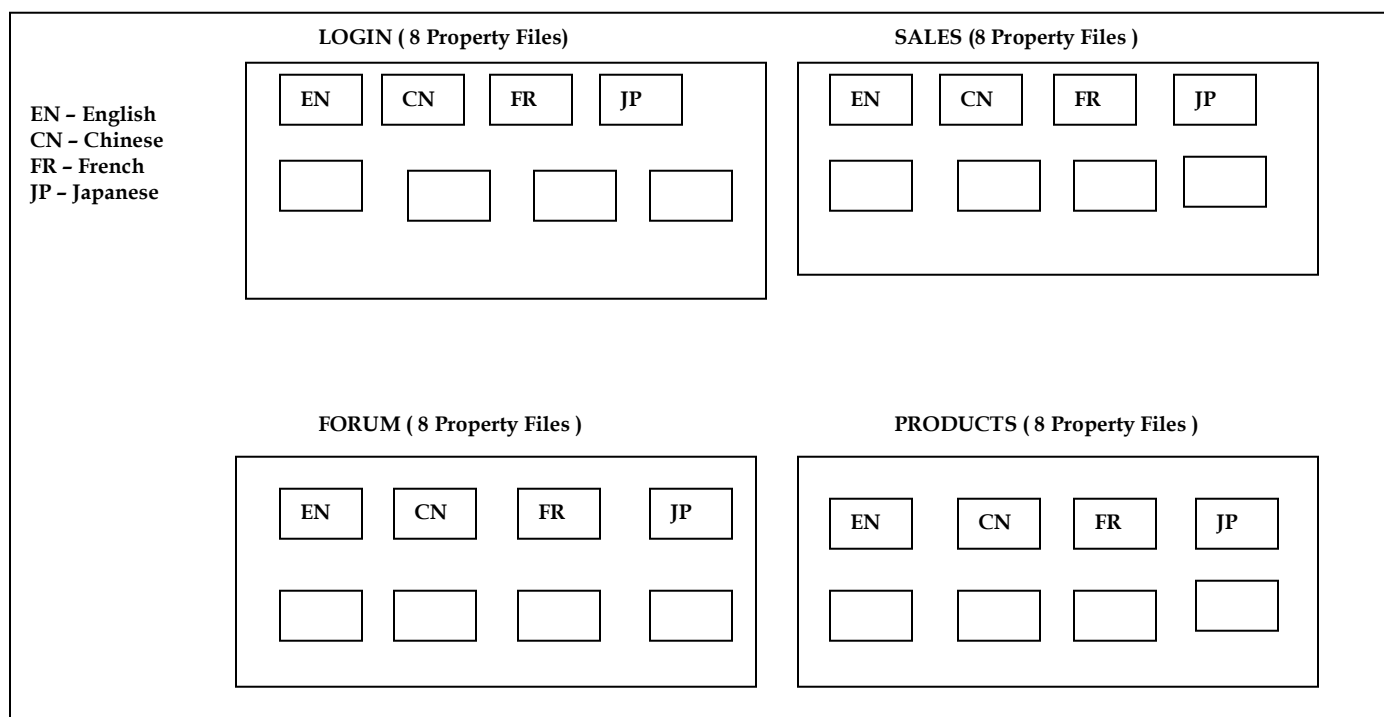 LOGIN ( 8 Property Files)
SALES (8 Property Files )
EN CN FR JP
EN CN FR JP
EN – English
CN – Chinese
FR – French
JP – Japanese
FORUM ( 8 Property Files )
PRODUCTS ( 8 Property Files )
EN CN FR JP
EN CN FR JP